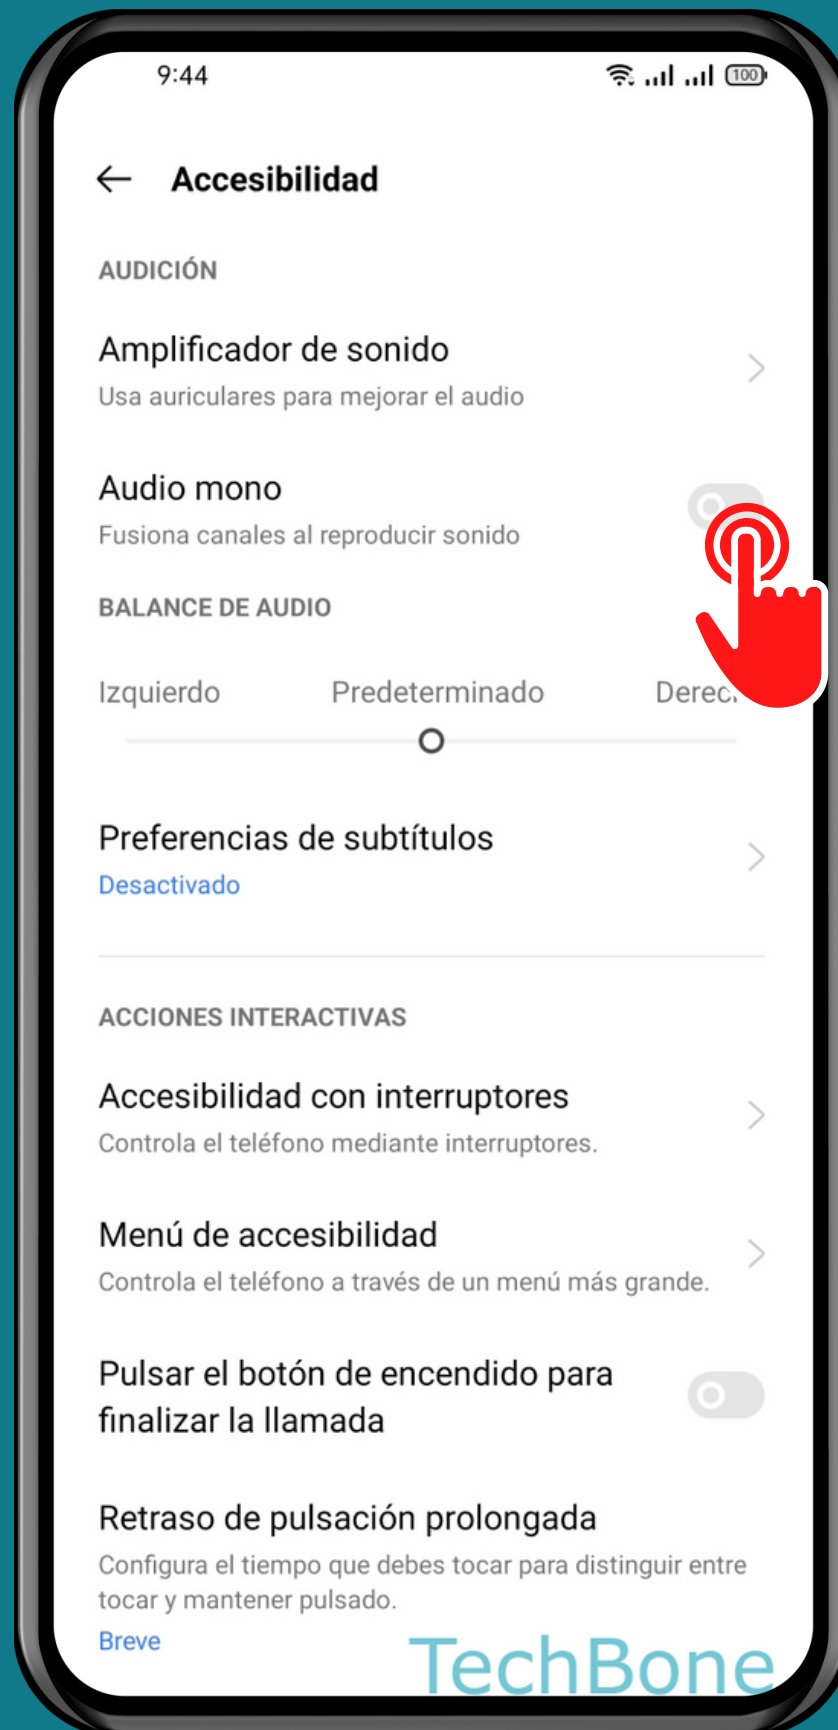 9:44
100
Accesibilidad
AUDICIÓN
Amplificador de sonido
Usa auriculares para mejorar el audio
Audio mono
Fusiona canales al reproducir sonido
BALANCE DE AUDIO
Izquierdo Predeterminado
Preferencias de subtítulos
Desactivado
ACCIONES INTERACTIVAS
Accesibilidad con interruptores
Controla el teléfono mediante interruptores.
Menú de accesibilidad
Controla el teléfono a través de un menú más grande.
Pulsar el botón de encendido para
finalizar la llamada
Retraso de pulsación prolongada
Configura el tiempo que debes tocar para distinguir entre
tocar y mantener pulsado.
Breve
TechBone